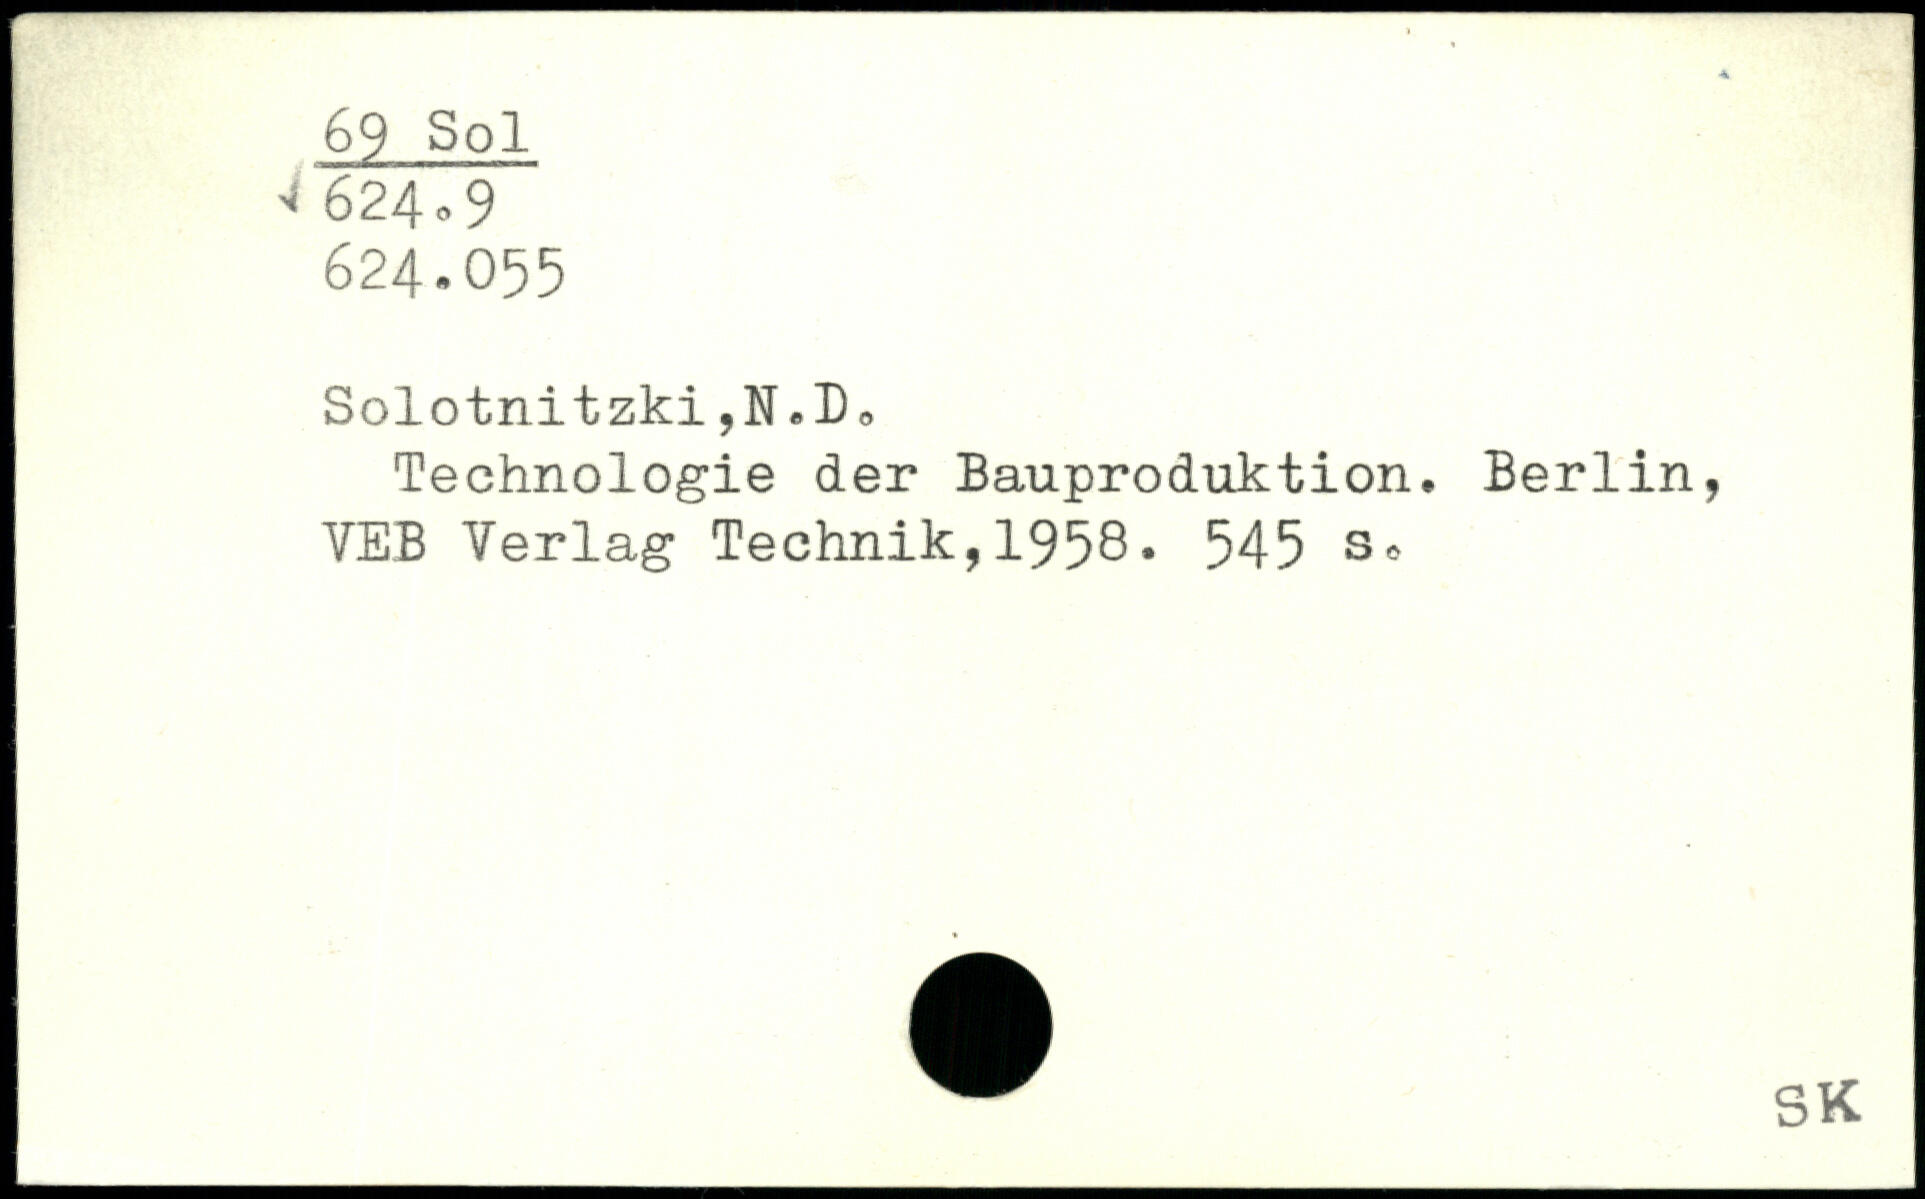 69 Sol
624.9
624.055
Solotnitzki,N.D.
Technologie der Bauproduktion. Berlin,
VEB Verlag Technik,1958. 545 s.
SK